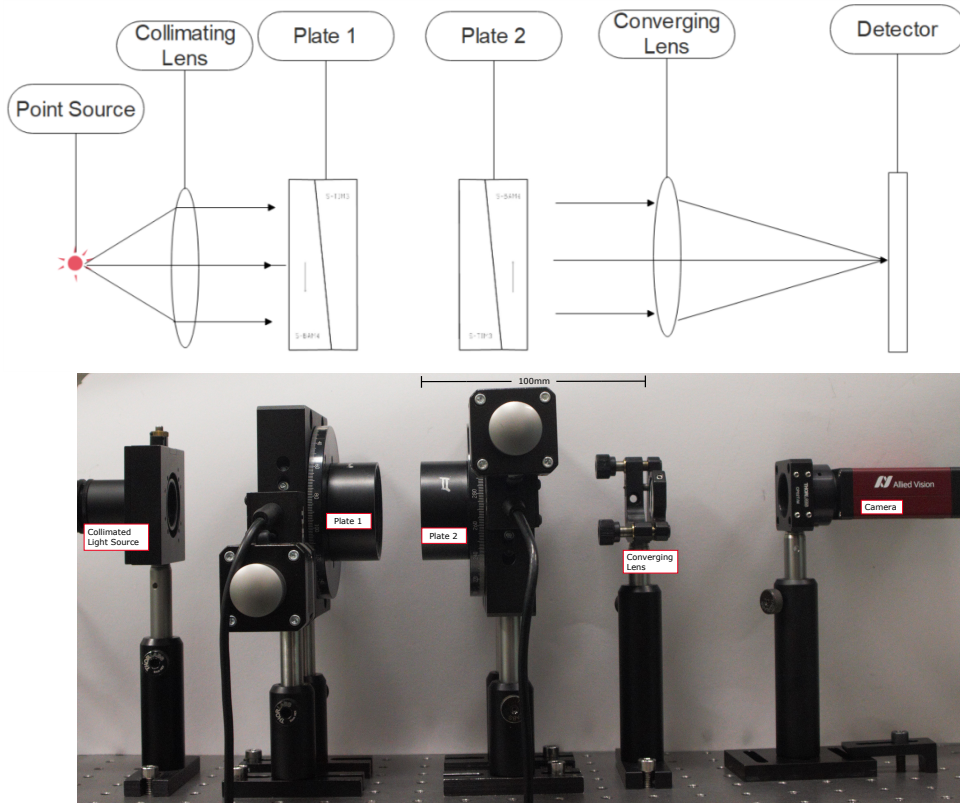 Collimating
Lens
Plate 1
Plate 2
Converging
Lens
Detector
Point Source
S-BAM4
100mm
Collimated
Light Source
Plate 1
Plate 2
Converging
Lens
Allied Vision
Camera